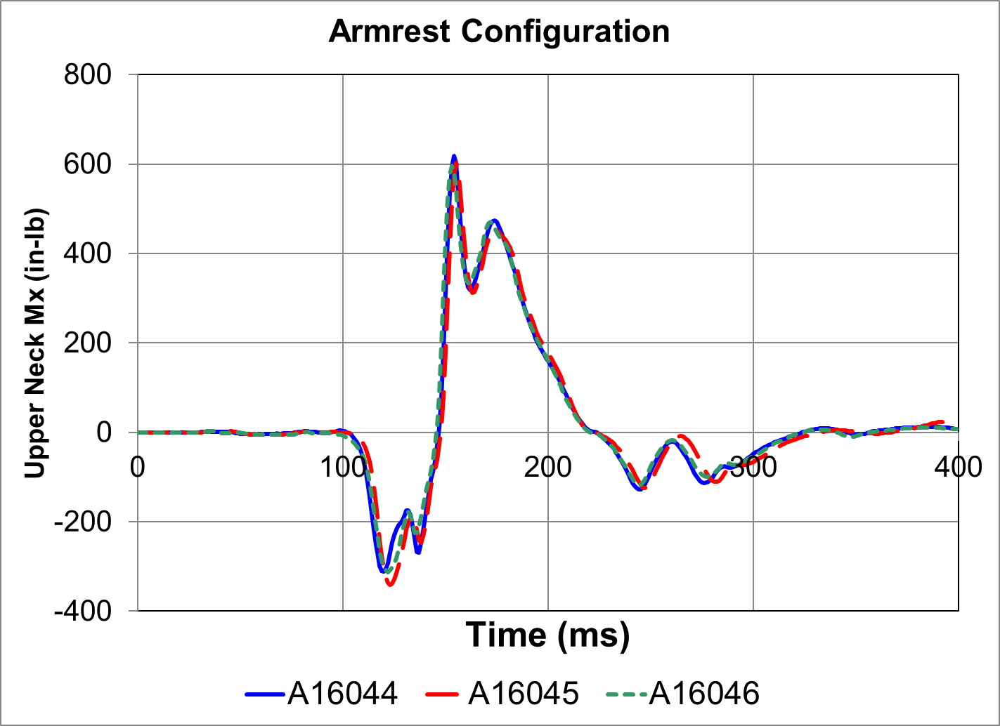 Armrest Configuration
800
600
400
200
0
-200
-400
Upper Neck Mx (in-lb)
0 100 200 300 400
Time (ms)
A16044 A16045 A16046